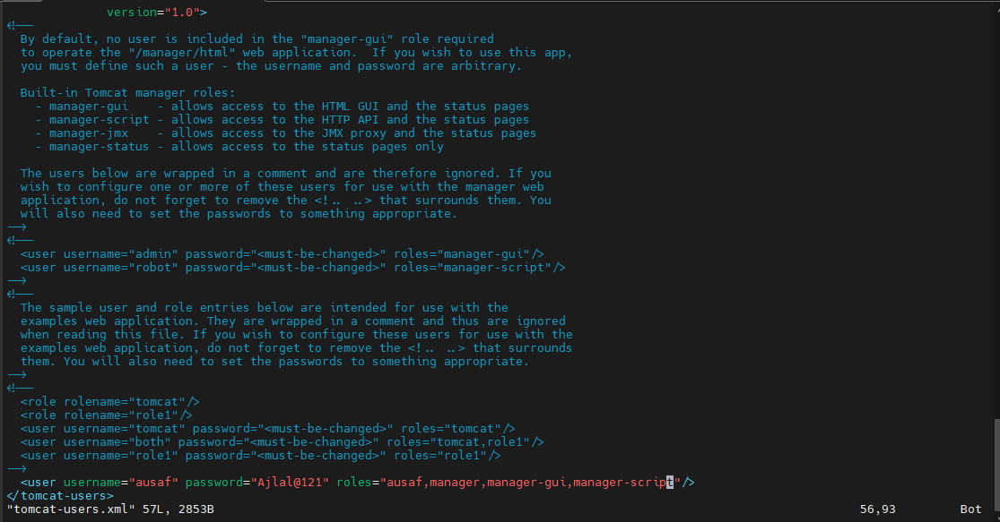 version="1.0">
<!--
By default, no user is included in the "manager-gui" role required
to operate the "/manager/html" web application.  If you wish to use this app,
you must define such a user - the username and password are arbitrary.
Built-in Tomcat manager roles:
- manager-gui    - allows access to the HTML GUI and the status pages
- manager-script - allows access to the HTTP API and the status pages
- manager-jmx    - allows access to the JMX proxy and the status pages
- manager-status - allows access to the status pages only
The users below are wrapped in a comment and are therefore ignored. If you
wish to configure one or more of these users for use with the manager web
application, do not forget to remove the <!.. ..> that surrounds them. You
will also need to set the passwords to something appropriate.
-->
<!--
<user username="admin" password="<must-be-changed>" roles="manager-gui"/>
<user username="robot" password="<must-be-changed>" roles="manager-script"/>
-->
<!--
The sample user and role entries below are intended for use with the
examples web application. They are wrapped in a comment and thus are ignored
when reading this file. If you wish to configure these users for use with the
examples web application, do not forget to remove the <!.. ..> that surrounds
them. You will also need to set the passwords to something appropriate.
-->
<!--
<role rolename="tomcat"/>
<role rolename="role1"/>
<user username="tomcat" password="<must-be-changed>" roles="tomcat"/>
<user username="both" password="<must-be-changed>" roles="tomcat,role1"/>
<user username="role1" password="<must-be-changed>" roles="role1"/>
-->
<user username="ausaf" password="Ajlal@121" roles="ausaf,manager,manager-gui,manager-script"/>
</tomcat-users>
"tomcat-users.xml" 57L, 2853B 56,93 Bot